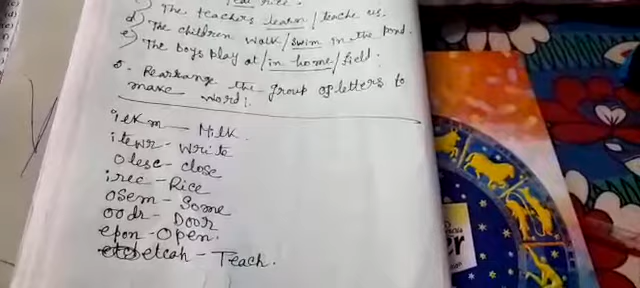 d) The teachers learn/teache us.
e) The children walk/swim in the pond.
The boys play at/in home/field.
8. Rearrange the group of letters to
make word:
ilkm — Milk.
itewr - Write
olesc - close
irec - Rice
osem - Some
oodr - Door
epon - Open.
etcah - Teach.